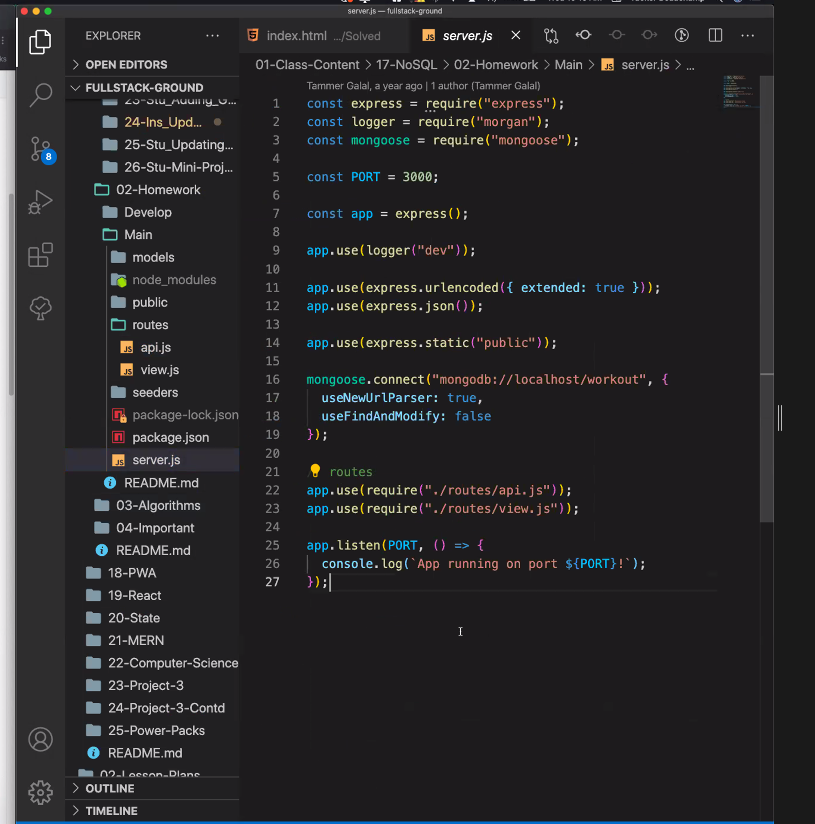 server.js — fullstack-ground
EXPLORER
index.html .../Solved
server.js
OPEN EDITORS
01-Class-Content > 17-NoSQL > 02-Homework > Main > server.js > ...
FULLSTACK-GROUND
23-Stu_Adding_G...
24-Ins_Upd...
25-Stu_Updating...
26-Stu-Mini-Proj...
02-Homework
Develop
Main
models
node_modules
public
routes
api.js
view.js
seeders
package-lock.json
package.json
server.js
README.md
03-Algorithms
04-Important
README.md
18-PWA
19-React
20-State
21-MERN
22-Computer-Science
23-Project-3
24-Project-3-Contd
25-Power-Packs
README.md
02-Lesson-Plans
OUTLINE
TIMELINE
8
Tammer Galal, a year ago | 1 author (Tammer Galal)
1 const express = require("express");
2 const logger = require("morgan");
3 const mongoose = require("mongoose");
4
5 const PORT = 3000;
6
7 const app = express();
8
9 app.use(logger("dev"));
10
11 app.use(express.urlencoded({ extended: true }));
12 app.use(express.json());
13
14 app.use(express.static("public"));
15
16 mongoose.connect("mongodb://localhost/workout", {
17 useNewUrlParser: true,
18 useFindAndModify: false
19 });
20
21 routes
22 app.use(require("./routes/api.js"));
23 app.use(require("./routes/view.js"));
24
25 app.listen(PORT, () => {
26 console.log(`App running on port ${PORT}!`);
27 });